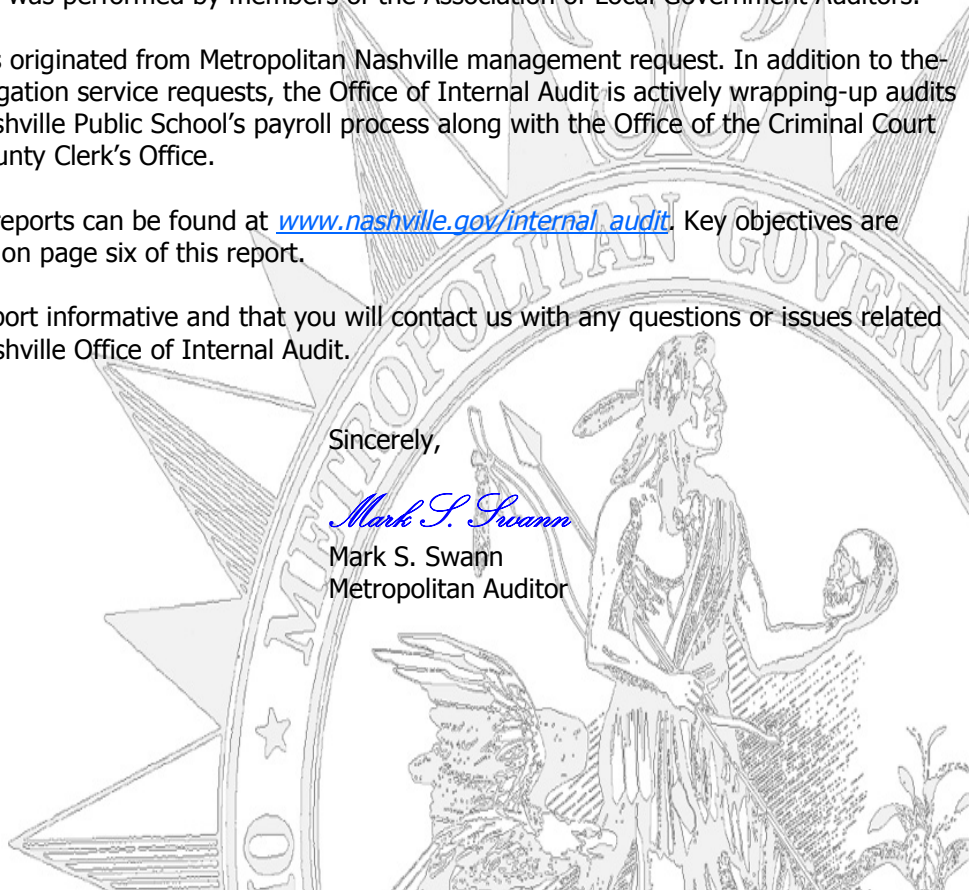 was performed by members of the Association of Local Government Auditors.
originated from Metropolitan Nashville management request. In addition to the-
gation service requests, the Office of Internal Audit is actively wrapping-up audits
shville Public School's payroll process along with the Office of the Criminal Court
unty Clerk's Office.
reports can be found at www.nashville.gov/internal_audit. Key objectives are
on page six of this report.
port informative and that you will contact us with any questions or issues related
shville Office of Internal Audit.
Sincerely,
Mark S. Swann
Mark S. Swann
Metropolitan Auditor
METROPOLITAN GOVERN